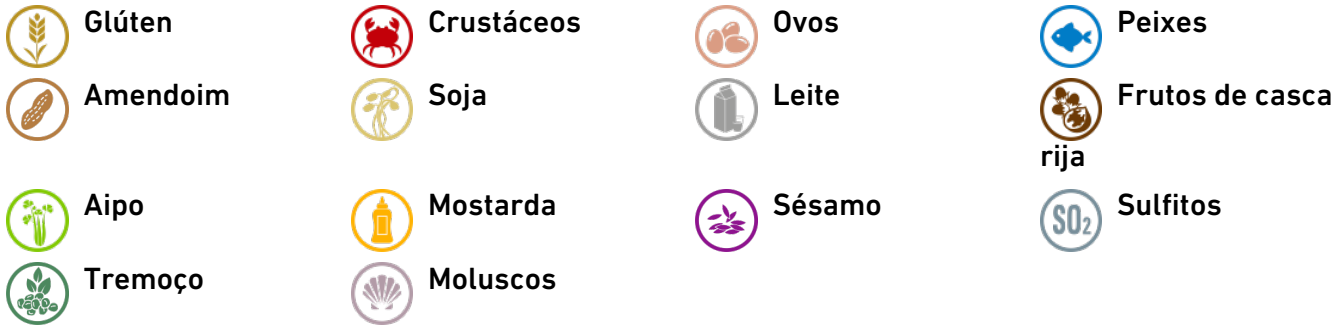 Glúten
Crustáceos
Ovos
Peixes
Amendoim
Soja
Leite
Frutos de casca
rija
Aipo
Mostarda
Sésamo
SO2
Sulfitos
Tremoço
Moluscos